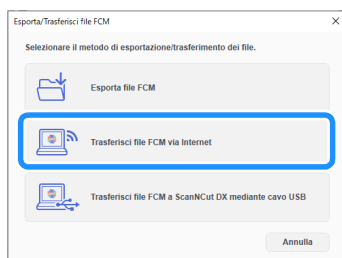 Esporta/Trasferisci file FCM
Selezionare il metodo di esportazione/trasferimento dei file.
Esporta file FCM
Trasferisci file FCM via Internet
Trasferisci file FCM a ScanNCut DX mediante cavo USB
Annulla